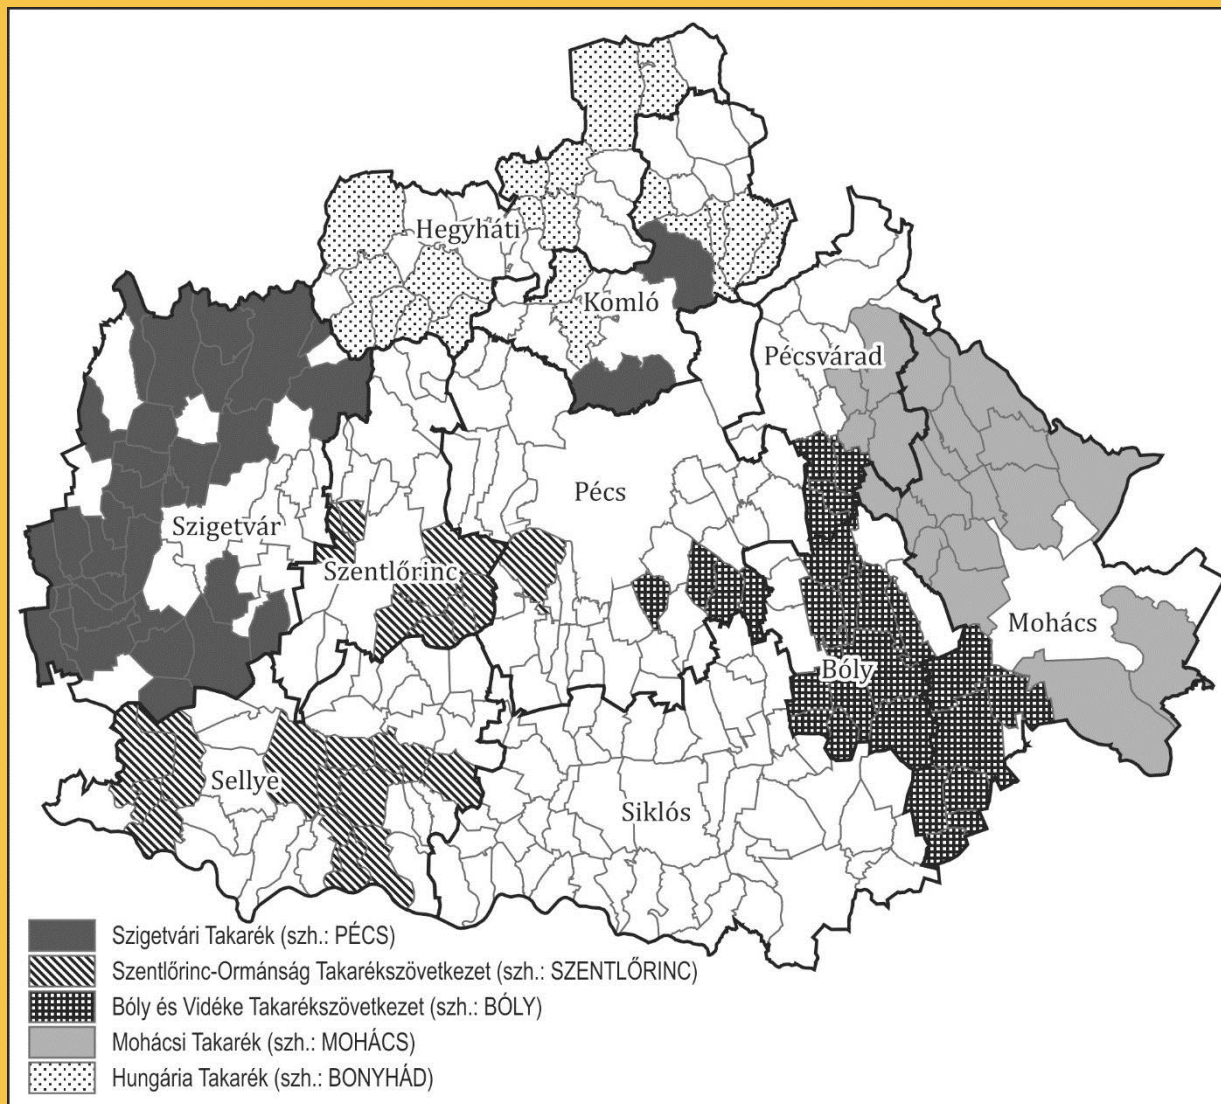 Hegyháti
Komló
Pécsvárad
Pécs
Szigetvár
Szentlőrinc
Mohács
Bóly
Sellye
Siklós
Szigetvári Takarék (szh.: PÉCS)
Szentlőrinc-Ormánság Takarékszövetkezet (szh.: SZENTLŐRINC)
Bóly és Vidéke Takarékszövetkezet (szh.: BÓLY)
Mohácsi Takarék (szh.: MOHÁCS)
Hungária Takarék (szh.: BONYHÁD)